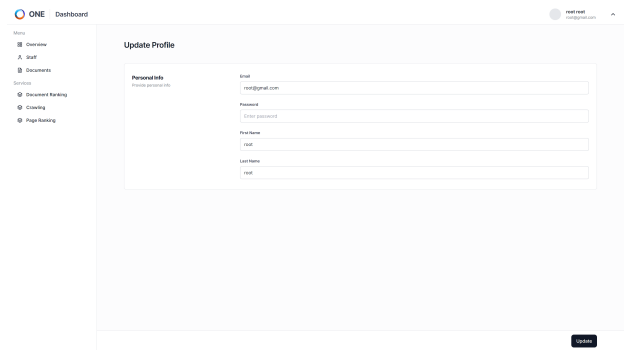 ONE Dashboard
root root
root@gmail.com
Menu
Overview
Staff
Documents
Services
Document Ranking
Crawling
Page Ranking
Update Profile
Personal Info
Provide personal info
Email
root@gmail.com
Password
Enter password
First Name
root
Last Name
root
Update